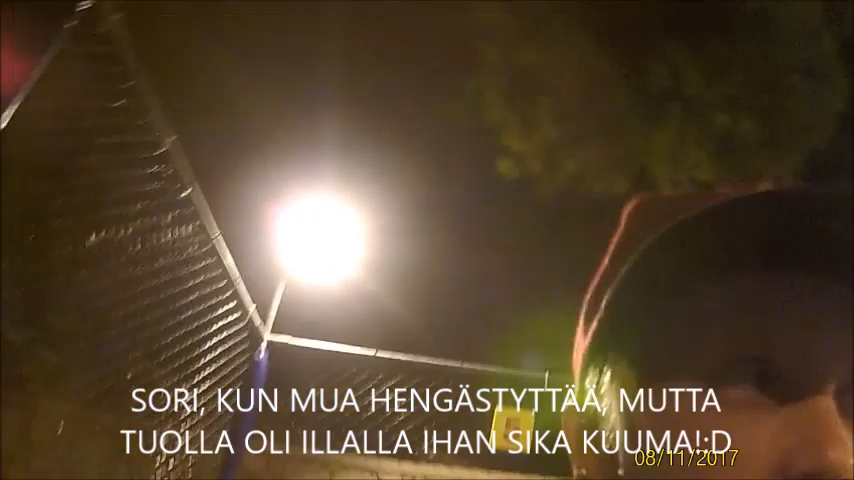 SORI, KUN MUA HENGÄSTYTTÄÄ, MUTTA
TUOLLA OLI ILLALLA IHAN SIKA KUUMA!:D
08/11/2017